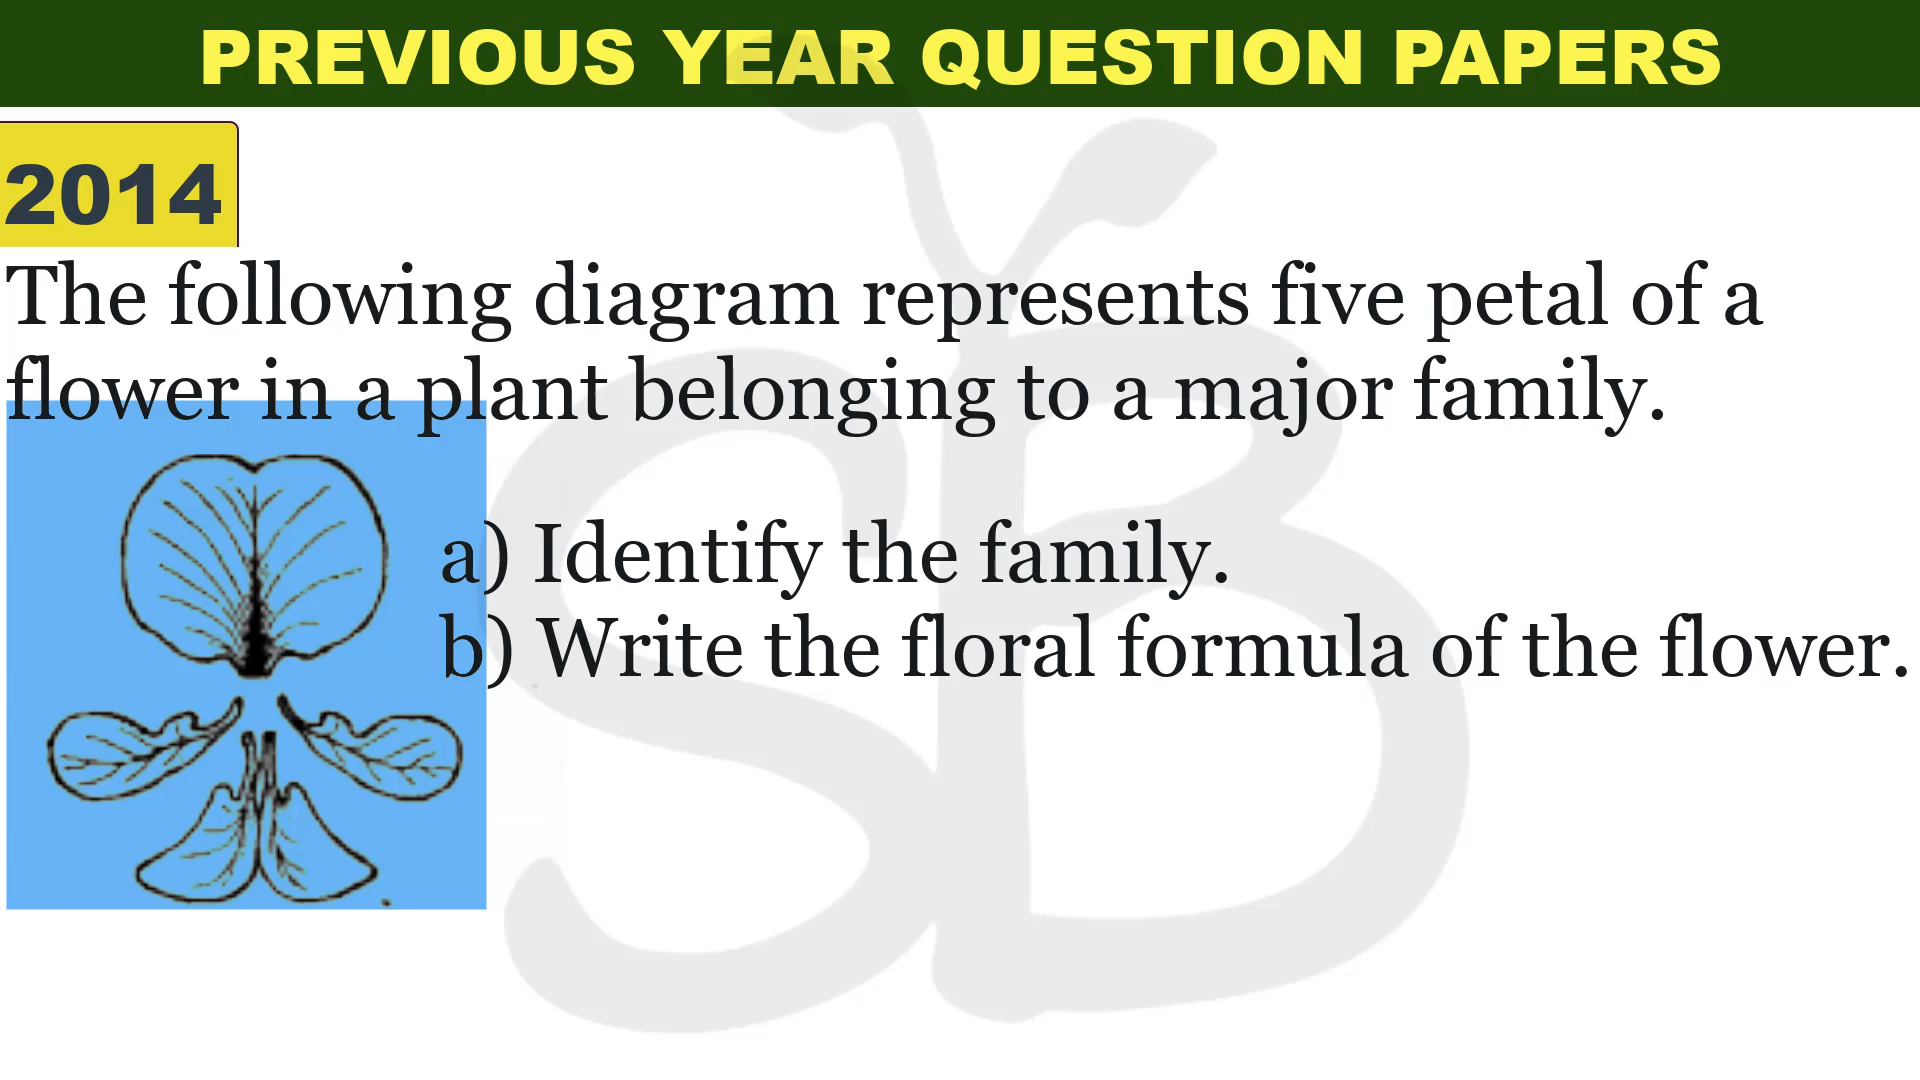 PREVIOUS YEAR QUESTION PAPERS
2014
The following diagram represents five petal of a
flower in a plant belonging to a major family.
a) Identify the family.
b) Write the floral formula of the flower.
SB